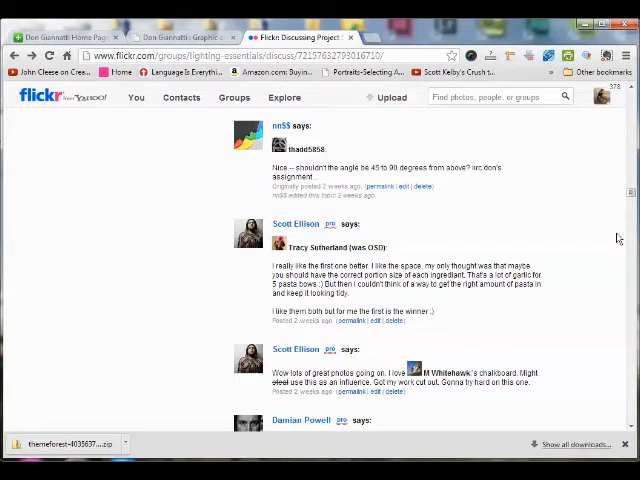 Don Giannatti Home Page
Don Giannatti : Graphic a
Flickr: Discussing Project
www.flickr.com/groups/lighting-essentials/discuss/72157632793016710/
John Cleese on Crea
Home
Language Is Everythi
Amazon.com: Buyin
Portraits-Selecting A
Scott Kelby's Crush t
»
Other bookmarks
flickr from YAHOO!
You
Contacts
Groups
Explore
Upload
Find photos, people, or groups
378
nn$$ says:
thadd5858:
Nice -- shouldn't the angle be 45 to 90 degrees from above? iirc don's
assignment...
Originally posted 2 weeks ago. (permalink | edit | delete)
nn$$ edited this topic 2 weeks ago.
Scott Ellison pro says:
Tracy Sutherland (was OSD):
I really like the first one better. I like the space, my only thought was that maybe
you should have the correct portion size of each ingrediant. That's a lot of garlic for
5 pasta bows :) But then i couldn't think of a way to get the right amount of pasta in
and keep it looking tidy.
I like them both but for me the first is the winner :)
Posted 2 weeks ago. (permalink | edit | delete)
Scott Ellison pro says:
Wow lots of great photos going on. I love M Whitehawk.'s chalkboard. Might
steal use this as an influence. Got my work cut out. Gonna try hard on this one.
Posted 2 weeks ago. (permalink | edit | delete)
Damian Powell pro says:
themeforest-4035637....zip
Show all downloads...